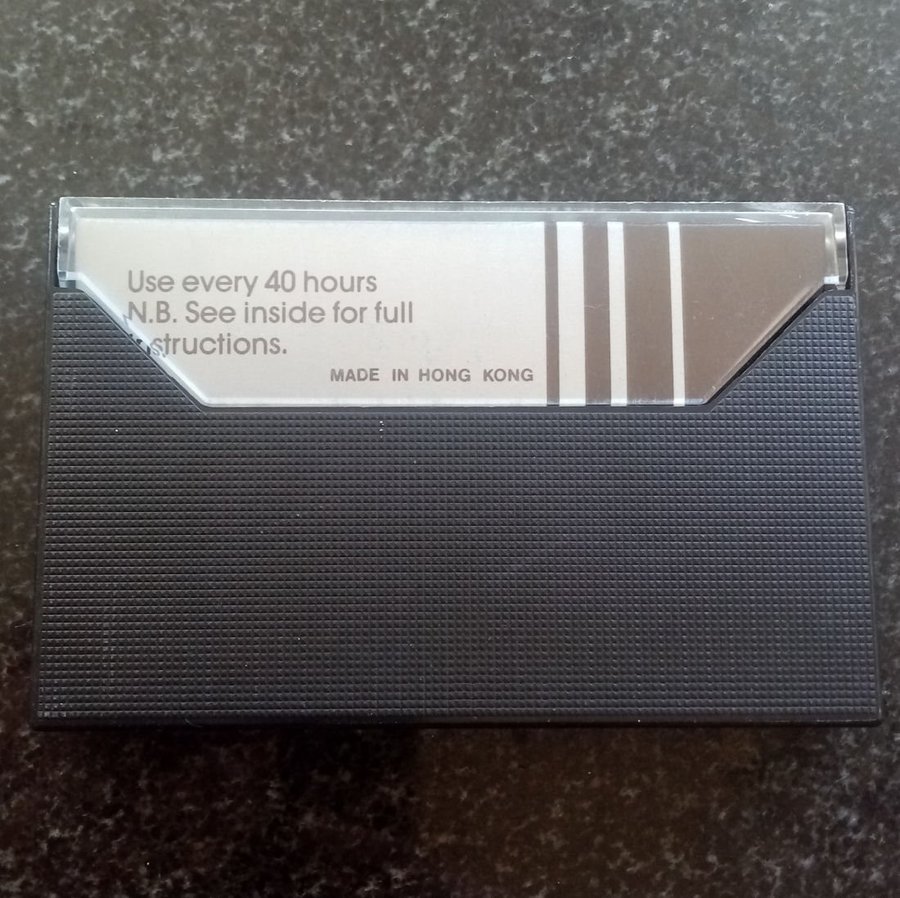 Use every 40 hours
N.B. See inside for full
instructions.
MADE IN HONG KONG